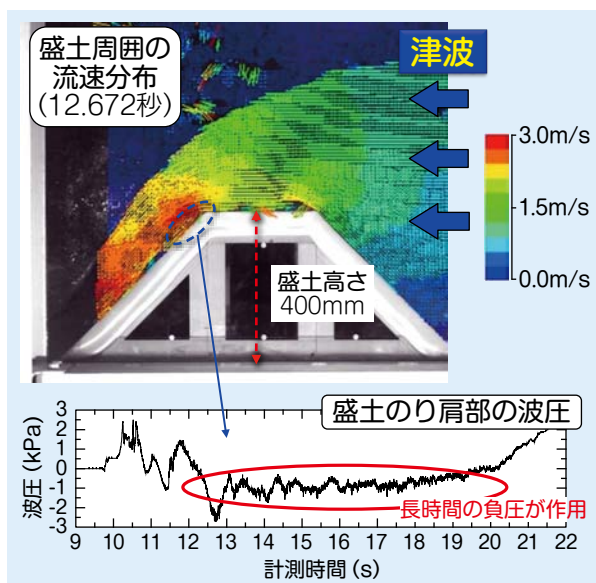 盛土周囲の
流速分布
(12.672秒)
津波
3.0m/s
1.5m/s
0.0m/s
盛土高さ
400mm
盛土のり肩部の波圧
波圧 (kPa)
3
2
1
0
-1
-2
-3
長時間の負圧が作用
9 10 11 12 13 14 15 16 17 18 19 20 21 22
計測時間 (s)